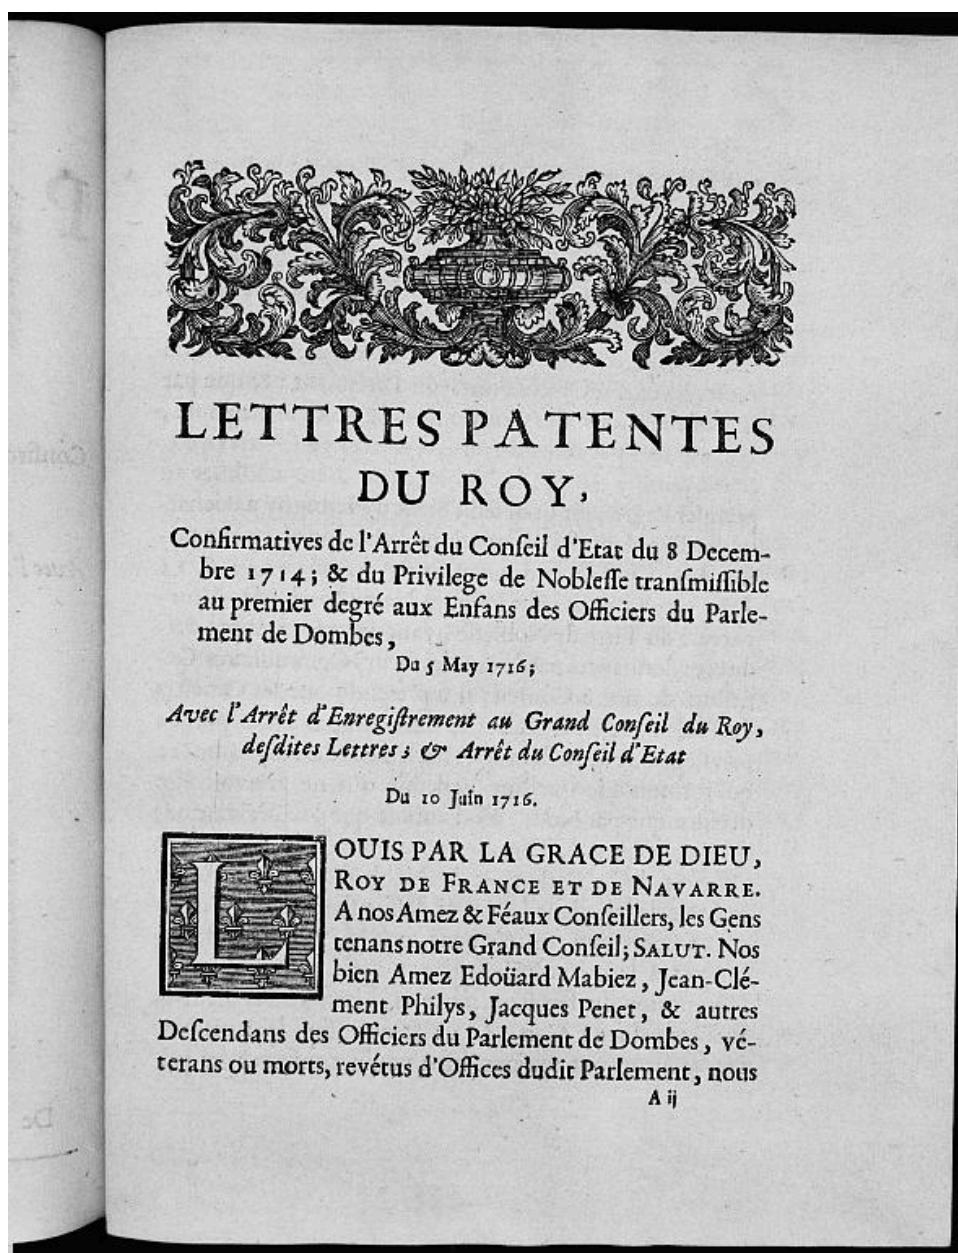 LETTRES PATENTES
DU ROY,
Confirmatives de l'Arrêt du Conſeil d'Etat du 8 Decem-
bre 1714; & du Privilege de Nobleſſe tranſmiſſible
au premier degré aux Enfans des Officiers du Parle-
ment de Dombes,
Du 5 May 1716;
Avec l'Arrêt d'Enregiſtrement au Grand Conſeil du Roy,
deſdites Lettres; & Arrêt du Conſeil d'Etat
Du 10 Juin 1716.
LOUIS PAR LA GRACE DE DIEU,
ROY DE FRANCE ET DE NAVARRE.
A nos Amez & Féaux Conſeillers, les Gens
tenans notre Grand Conſeil; SALUT. Nos
bien Amez Edoüard Mabiez, Jean-Clé-
ment Philys, Jacques Penet, & autres
Deſcendans des Officiers du Parlement de Dombes, vé-
terans ou morts, revétus d'Offices dudit Parlement, nous
A ij